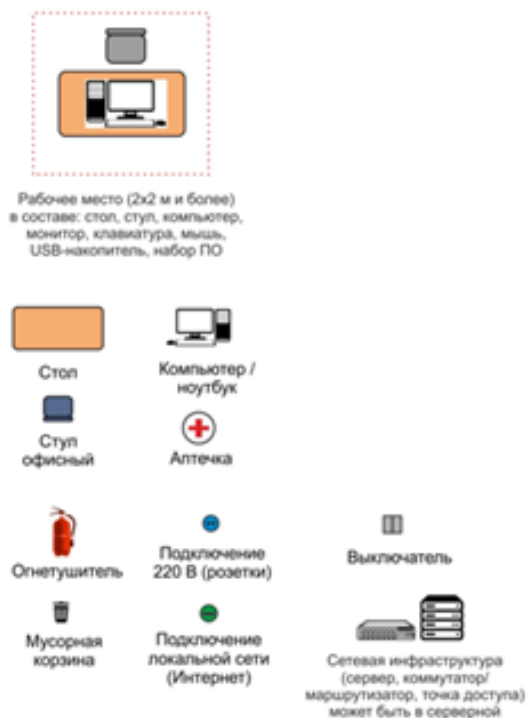 Рабочее место (2х2 м и более)
в составе: стол, стул, компьютер,
монитор, клавиатура, мышь,
USB-накопитель, набор ПО
Стол
Компьютер /
ноутбук
Стул
офисный
Аптечка
Огнетушитель
Подключение
220 В (розетки)
Выключатель
Мусорная
корзина
Подключение
локальной сети
(Интернет)
Сетевая инфраструктура
(сервер, коммутатор/
маршрутизатор, точка доступа)
может быть в серверной